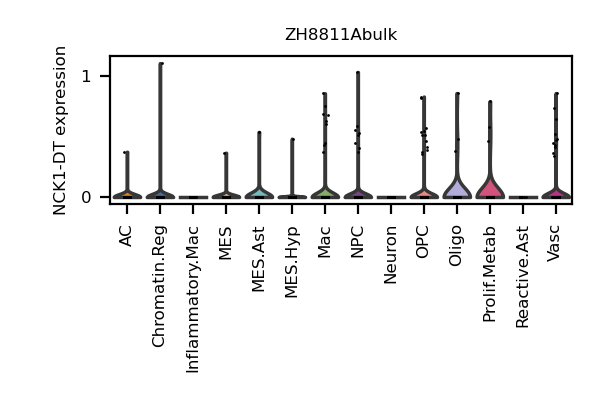 ZH8811Abulk
NCK1-DT expression
1
0
AC
Chromatin.Reg
Inflammatory.Mac
MES
MES.Ast
MES.Hyp
Mac
NPC
Neuron
OPC
Oligo
Prolif.Metab
Reactive.Ast
Vasc